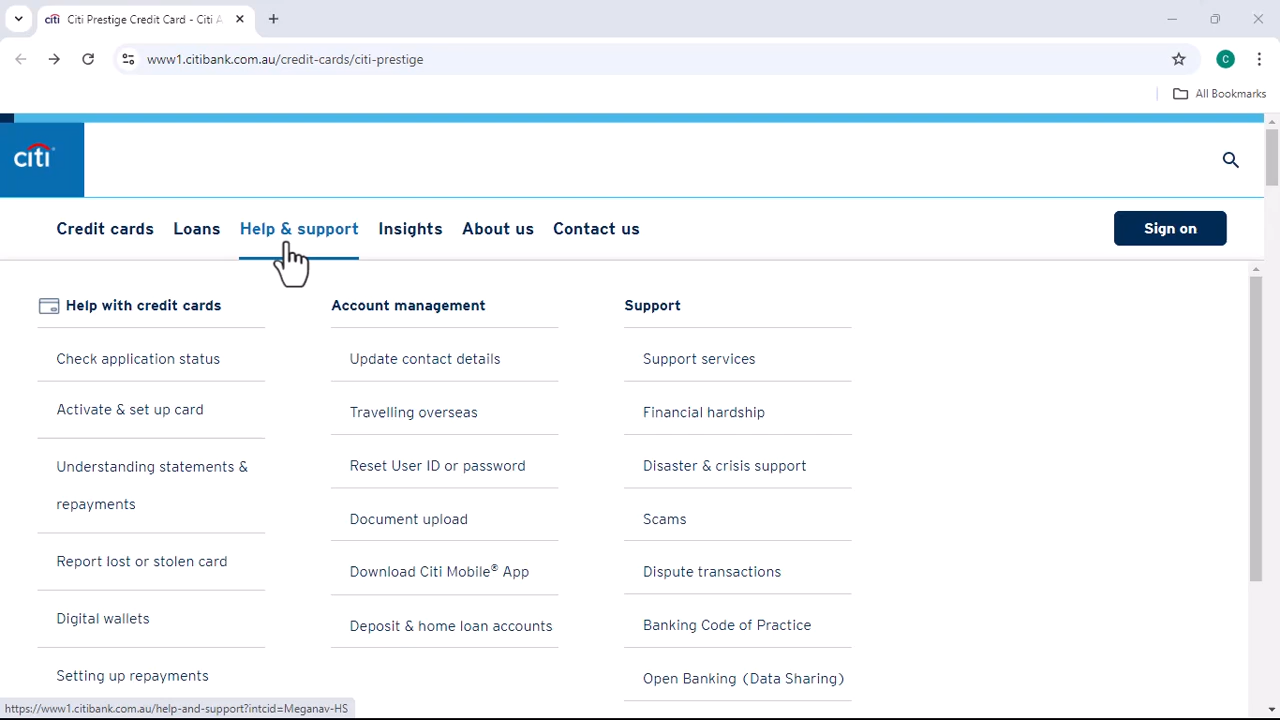 Citi Prestige Credit Card - Citi A
www1.citibank.com.au/credit-cards/citi-prestige
C
All Bookmarks
citi
Credit cards Loans Help & support Insights About us Contact us Sign on
Help with credit cards
Check application status
Activate & set up card
Understanding statements &
repayments
Report lost or stolen card
Digital wallets
Setting up repayments
Account management
Update contact details
Travelling overseas
Reset User ID or password
Document upload
Download Citi Mobile® App
Deposit & home loan accounts
Support
Support services
Financial hardship
Disaster & crisis support
Scams
Dispute transactions
Banking Code of Practice
Open Banking (Data Sharing)
https://www1.citibank.com.au/help-and-support?intcid=Meganav-HS